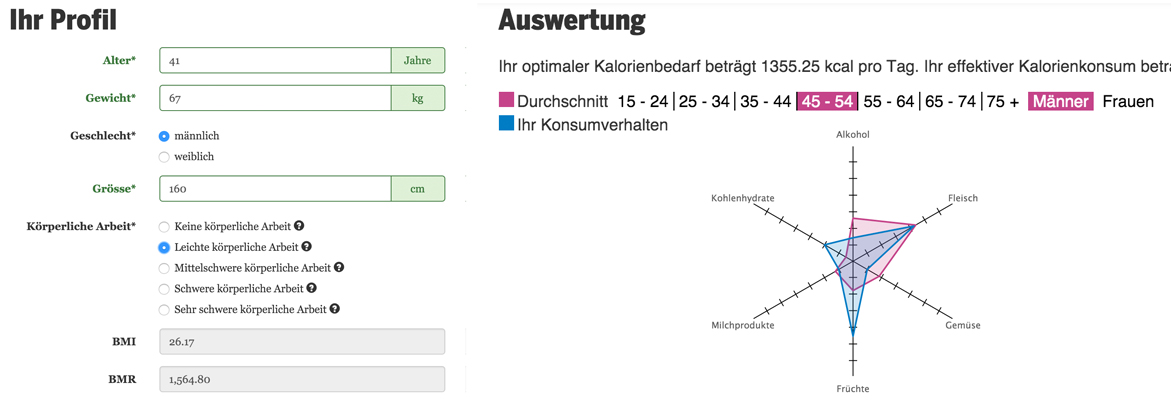 Ihr Profil
Alter* 41 Jahre
Gewicht* 67 kg
Geschlecht* männlich
weiblich
Grösse* 160 cm
Körperliche Arbeit* Keine körperliche Arbeit ?
Leichte körperliche Arbeit ?
Mittelschwere körperliche Arbeit ?
Schwere körperliche Arbeit ?
Sehr schwere körperliche Arbeit ?
BMI 26.17
BMR 1,564.80
Auswertung
Ihr optimaler Kalorienbedarf beträgt 1355.25 kcal pro Tag. Ihr effektiver Kalorienkonsum
Durchschnitt 15 - 24 | 25 - 34 | 35 - 44 | 45 - 54 | 55 - 64 | 65 - 74 | 75 + Männer Frauen
Ihr Konsumverhalten
Alkohol
Kohlenhydrate
Fleisch
Milchprodukte
Gemüse
Früchte